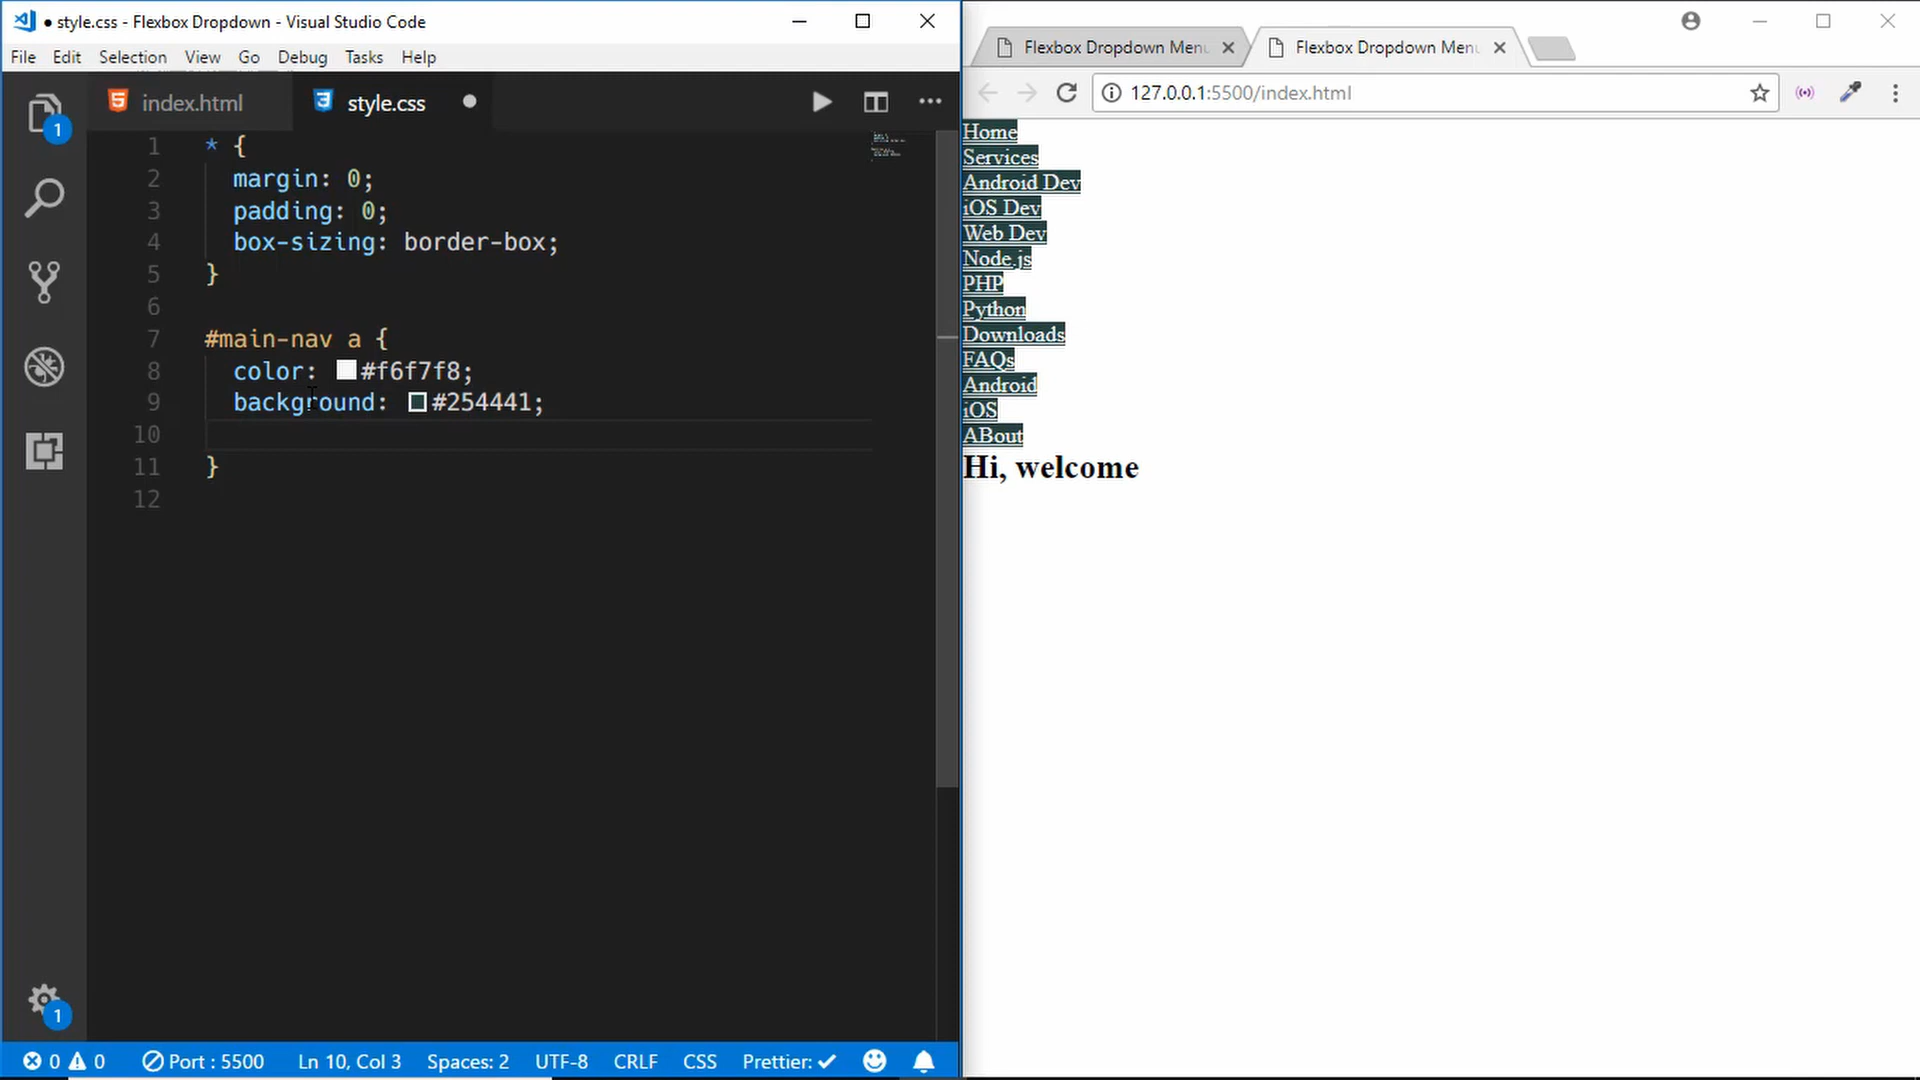 ● style.css - Flexbox Dropdown - Visual Studio Code
File Edit Selection View Go Debug Tasks Help
index.html
style.css ●
1 * {
2 margin: 0;
3 padding: 0;
4 box-sizing: border-box;
5 }
6
7 #main-nav a {
8 color: #f6f7f8;
9 background: #254441;
10
11 }
12
1
1
0 0 Port : 5500 Ln 10, Col 3 Spaces: 2 UTF-8 CRLF CSS Prettier: ✓
Flexbox Dropdown Menu
Flexbox Dropdown Menu
127.0.0.1:5500/index.html
Home
Services
Android Dev
iOS Dev
Web Dev
Node.js
PHP
Python
Downloads
FAQs
Android
iOS
ABout
Hi, welcome